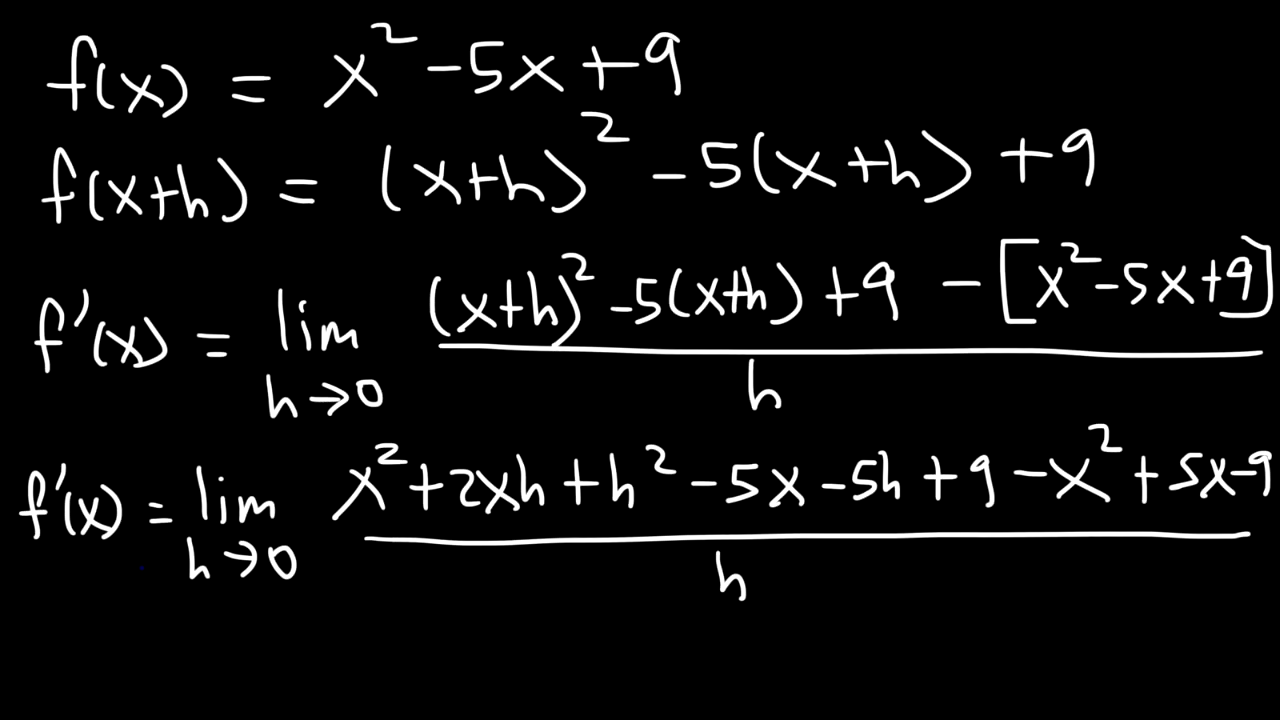 f(x) = x² -5x +9
f(x+h) = (x+h)² -5(x+h) +9
f'(x) = lim h→0 (x+h)² -5(x+h) +9 - [x² -5x +9] / h
f'(x) = lim h→0 x² +2xh +h² -5x -5h +9 -x² +5x -9 / h